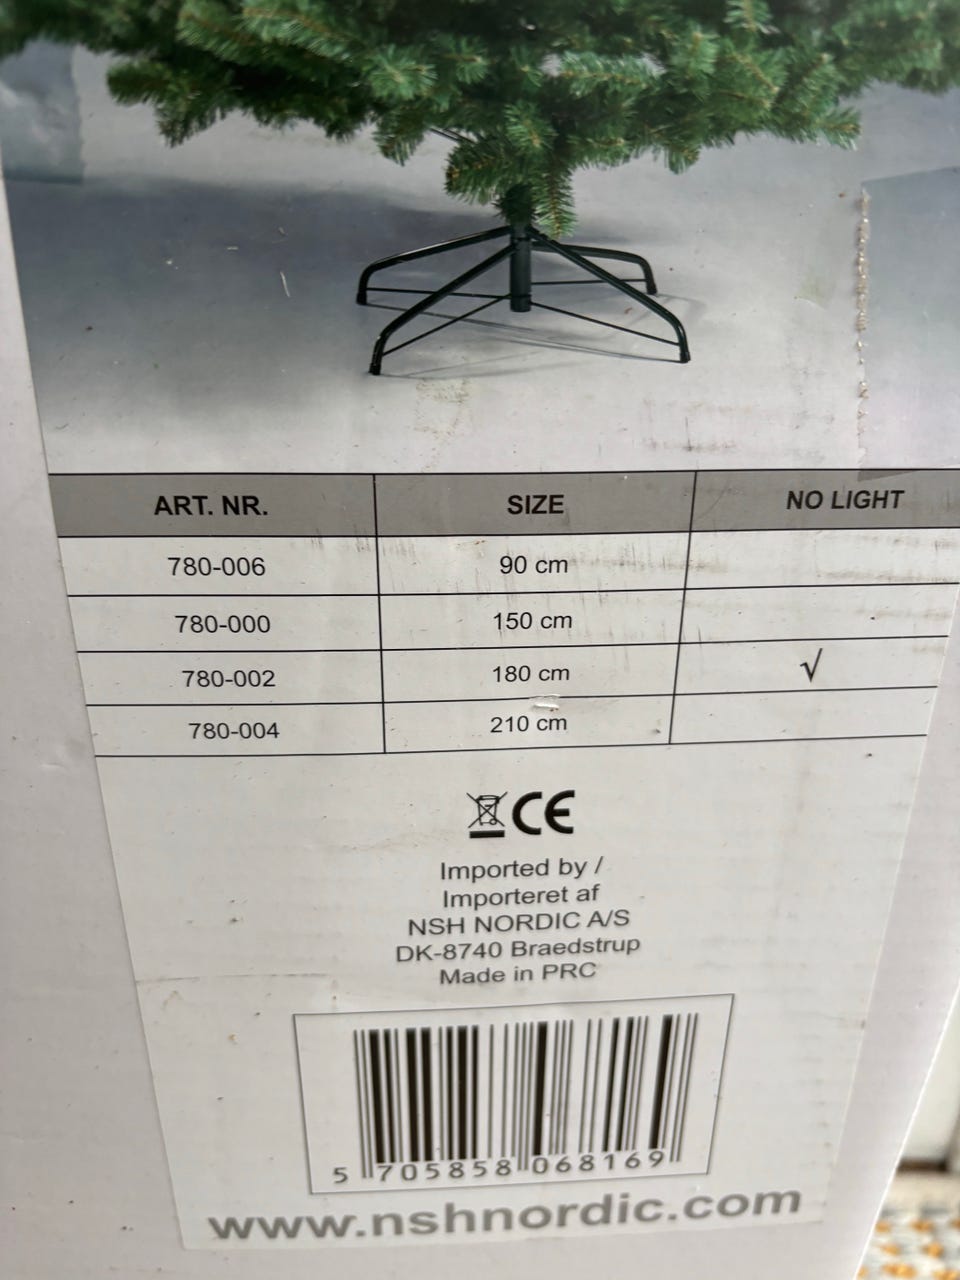 ART. NR. SIZE NO LIGHT
780-006 90 cm
780-000 150 cm
780-002 180 cm √
780-004 210 cm
CE
Imported by /
Importeret af
NSH NORDIC A/S
DK-8740 Braedstrup
Made in PRC
5 705858 068169
www.nshnordic.com